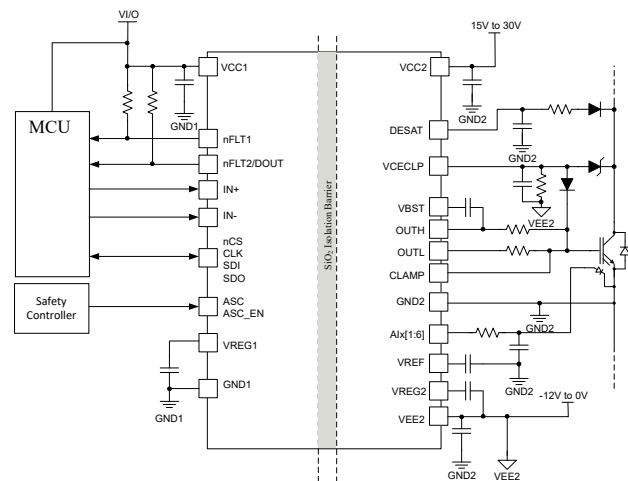 VI/O
15V to 30V
VCC1
VCC2
GND1
GND2
MCU
DESAT
nFLT1
GND2
nFLT2/DOUT
VCECLP
IN+
VBST
VEE2
IN-
OUTH
SiO2 Isolation Barrier
nCS
CLK
SDI
SDO
OUTL
CLAMP
Safety
Controller
ASC
ASC_EN
GND2
GND2
AIx[1:6]
VREG1
VREF
GND2
GND1
VREG2
-12V to 0V
GND1
VEE2
GND2
VEE2